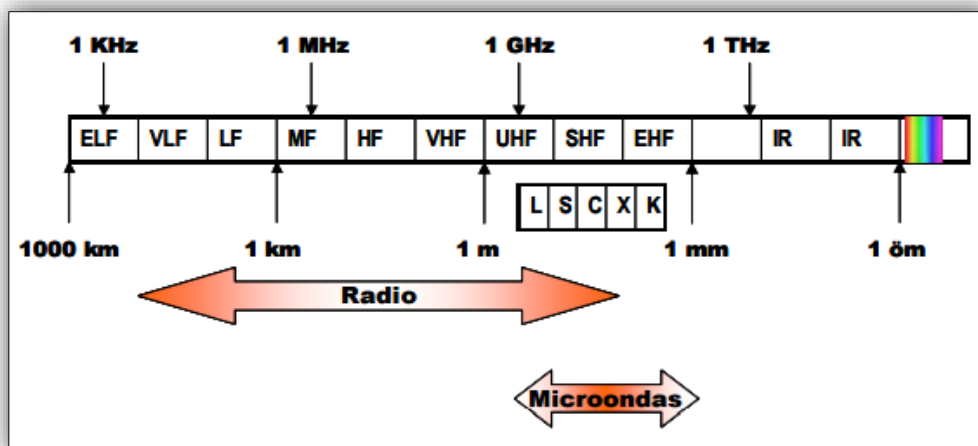 1 KHz 1 MHz 1 GHz 1 THz
ELF VLF LF MF HF VHF UHF SHF EHF IR IR
L S C X K
1000 km 1 km 1 m 1 mm 1 öm
Radio
Microondas